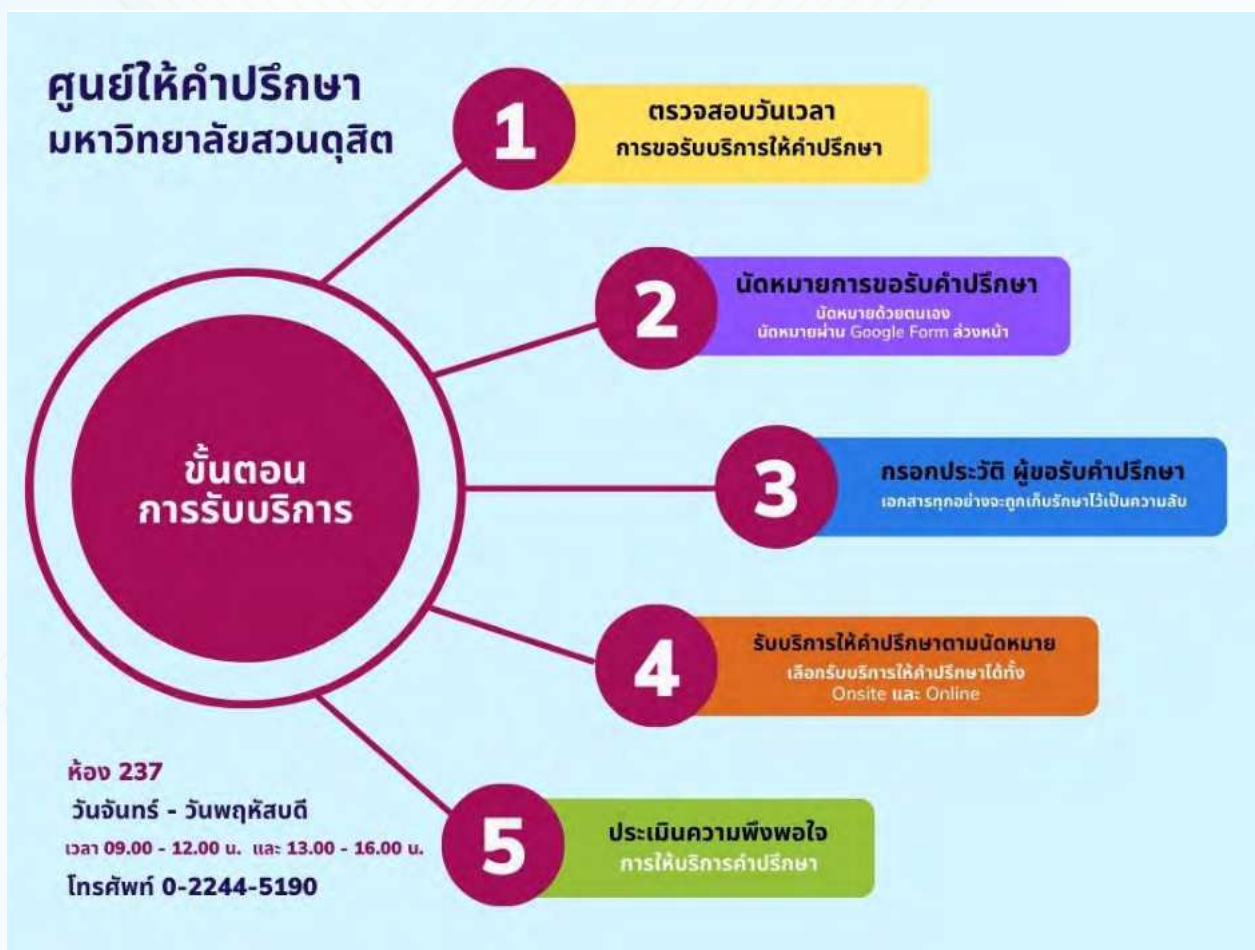 ศูนย์ให้คำปรึกษา
มหาวิทยาลัยสวนดุสิต
ขั้นตอน
การรับบริการ
1
ตรวจสอบวันเวลา
การขอรับบริการให้คำปรึกษา
2
นัดหมายการขอรับคำปรึกษา
นัดหมายด้วยตนเอง
นัดหมายผ่าน Google Form ล่วงหน้า
3
กรอกประวัติ ผู้ขอรับคำปรึกษา
เอกสารทุกอย่างจะถูกเก็บรักษาไว้เป็นความลับ
4
รับบริการให้คำปรึกษาตามนัดหมาย
เลือกรับบริการให้คำปรึกษาได้ทั้ง
Onsite และ Online
5
ประเมินความพึงพอใจ
การให้บริการคำปรึกษา
ห้อง 237
วันจันทร์ - วันพฤหัสบดี
เวลา 09.00 - 12.00 น. และ 13.00 - 16.00 น.
โทรศัพท์ 0-2244-5190